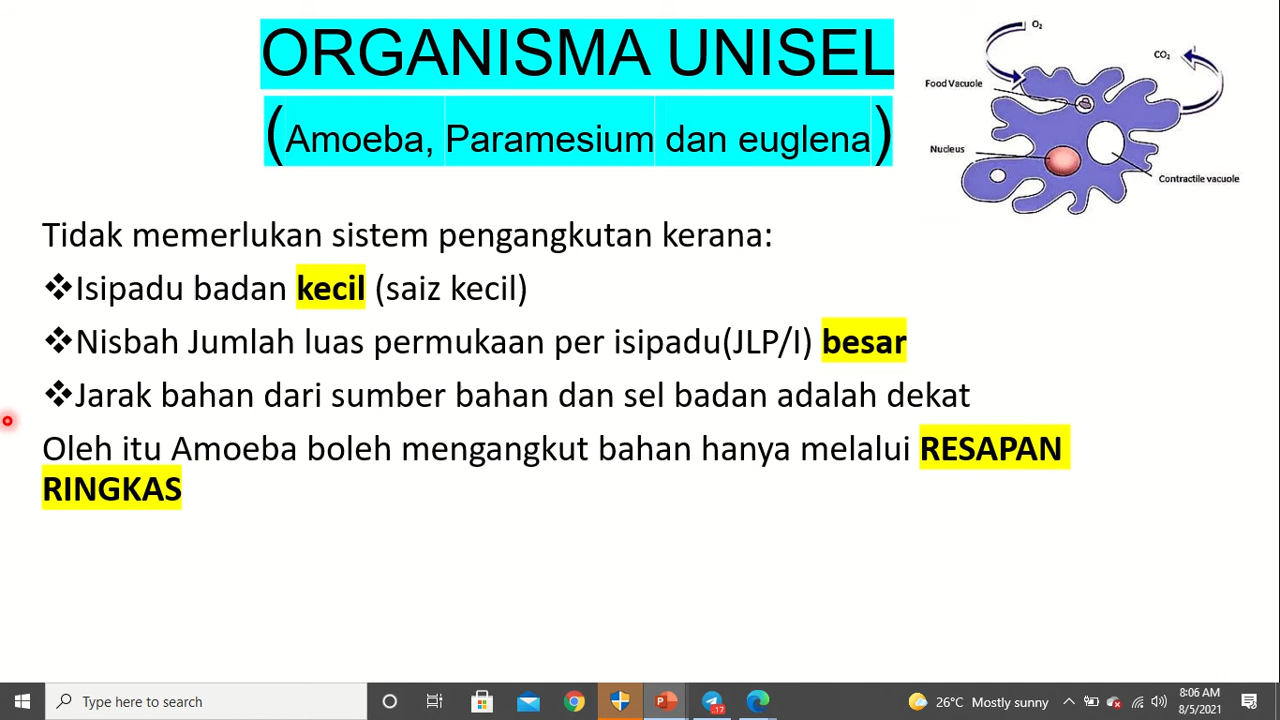 ORGANISMA UNISEL
(Amoeba, Paramesium dan euglena)
O₂
CO₂
Food Vacuole
Nucleus
Contractile vacuole
Tidak memerlukan sistem pengangkutan kerana:
❖Isipadu badan kecil (saiz kecil)
❖Nisbah Jumlah luas permukaan per isipadu(JLP/I) besar
❖Jarak bahan dari sumber bahan dan sel badan adalah dekat
Oleh itu Amoeba boleh mengangkut bahan hanya melalui RESAPAN
RINGKAS
Type here to search
17
26°C Mostly sunny
8:06 AM
8/5/2021